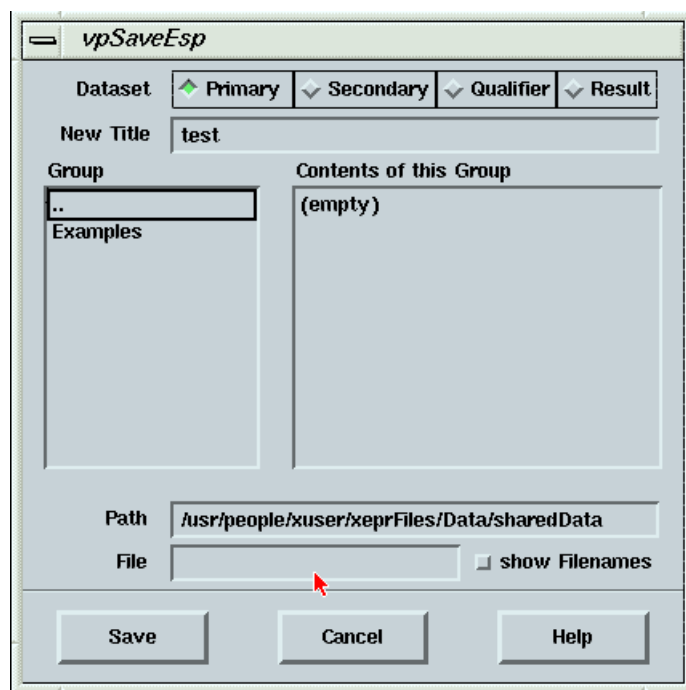 vpSaveEsp
Dataset Primary Secondary Qualifier Result
New Title test
Group Contents of this Group
.. (empty)
Examples
Path /usr/people/xuser/xeprFiles/Data/sharedData
File show Filenames
Save Cancel Help